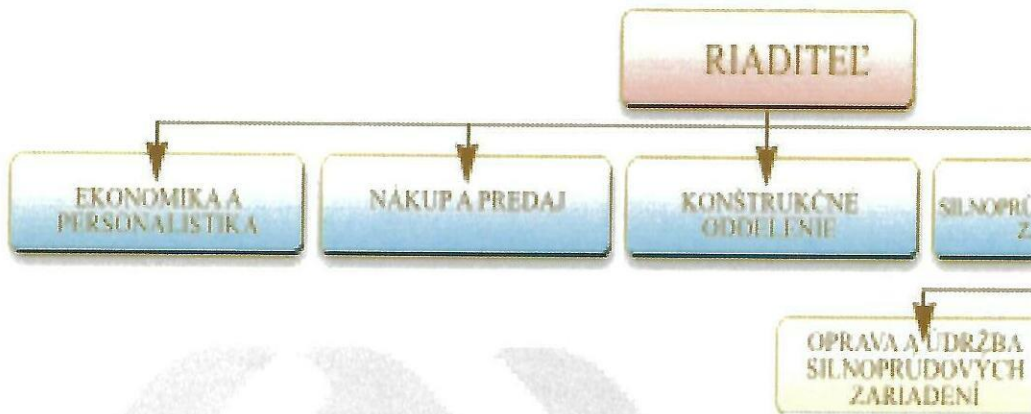 RIADITEĽ
EKONOMIKA A
PERSONALISTIKA
NÁKUP A PREDAJ
KONŠTRUKČNÉ
ODDELENIE
OPRAVA A ÚDRŽBA
SILNOPRÚDOVÝCH
ZARIADENÍ